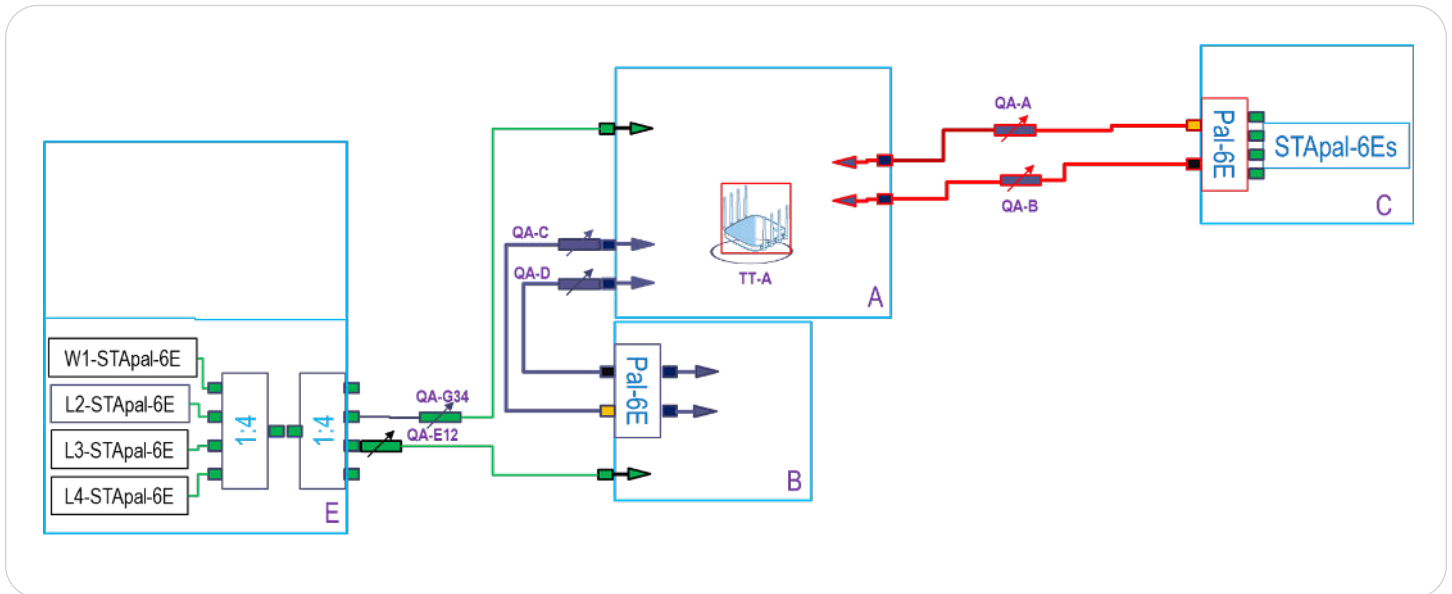 QA-A
Pal-6E
STApal-6Es
C
QA-B
QA-C
QA-D
TT-A
A
W1-STApal-6E
L2-STApal-6E
L3-STApal-6E
L4-STApal-6E
1:4
1:4
E
QA-G34
QA-E12
Pal-6E
B